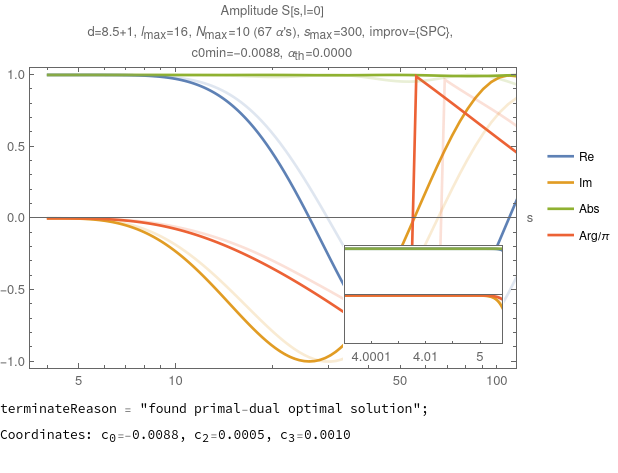 Amplitude S[s,l=0]
d=8.5+1, lmax=16, Nmax=10 (67 α's), smax=300, improv={SPC},
c0min=-0.0088, αth=0.0000
1.0
0.5
0.0
-0.5
-1.0
s
Re
Im
Abs
Arg/π
4.0001 4.01 5
5 10 50 100
terminateReason = "found primal-dual optimal solution";
Coordinates: c0=-0.0088, c2=0.0005, c3=0.0010